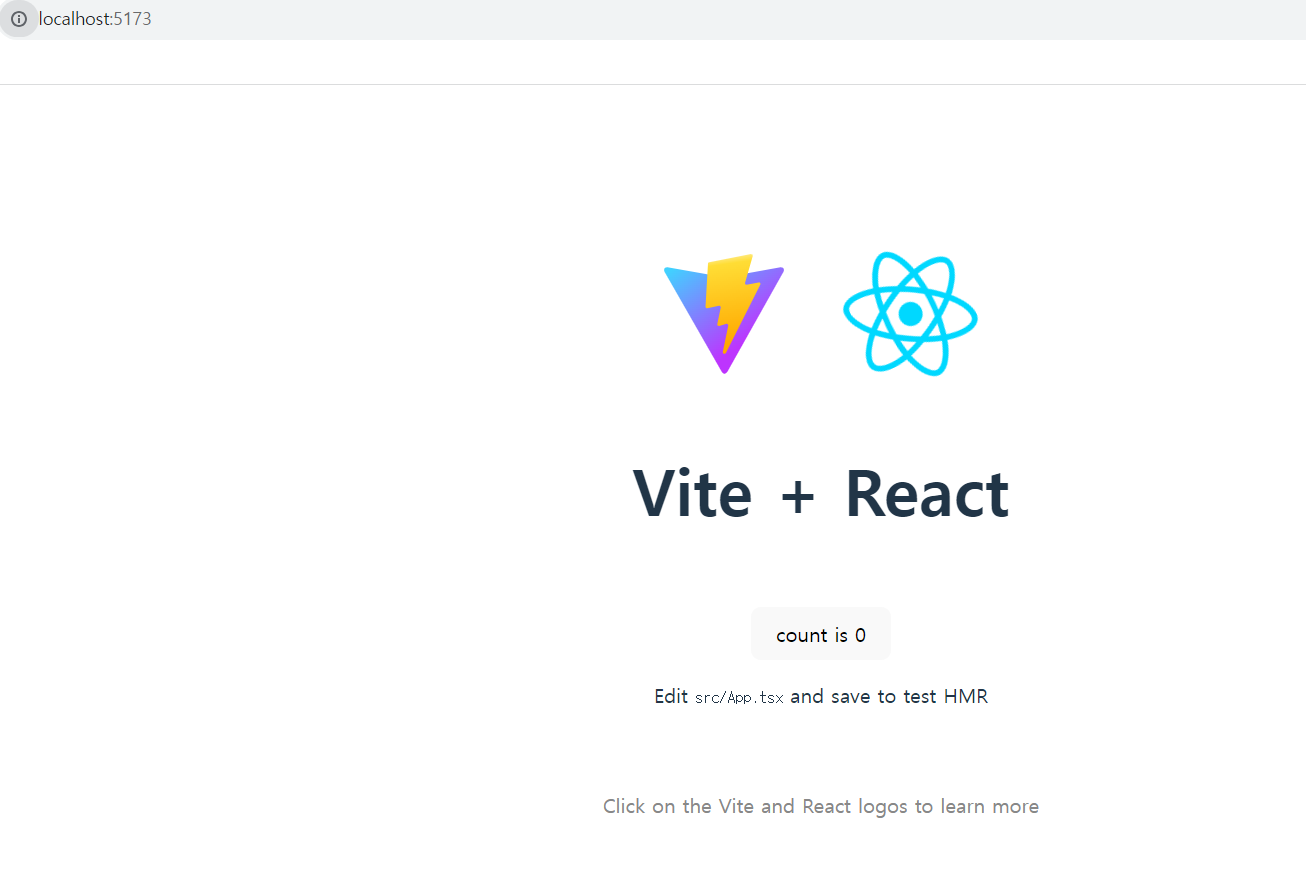 localhost:5173
Vite + React
count is 0
Edit src/App.tsx and save to test HMR
Click on the Vite and React logos to learn more